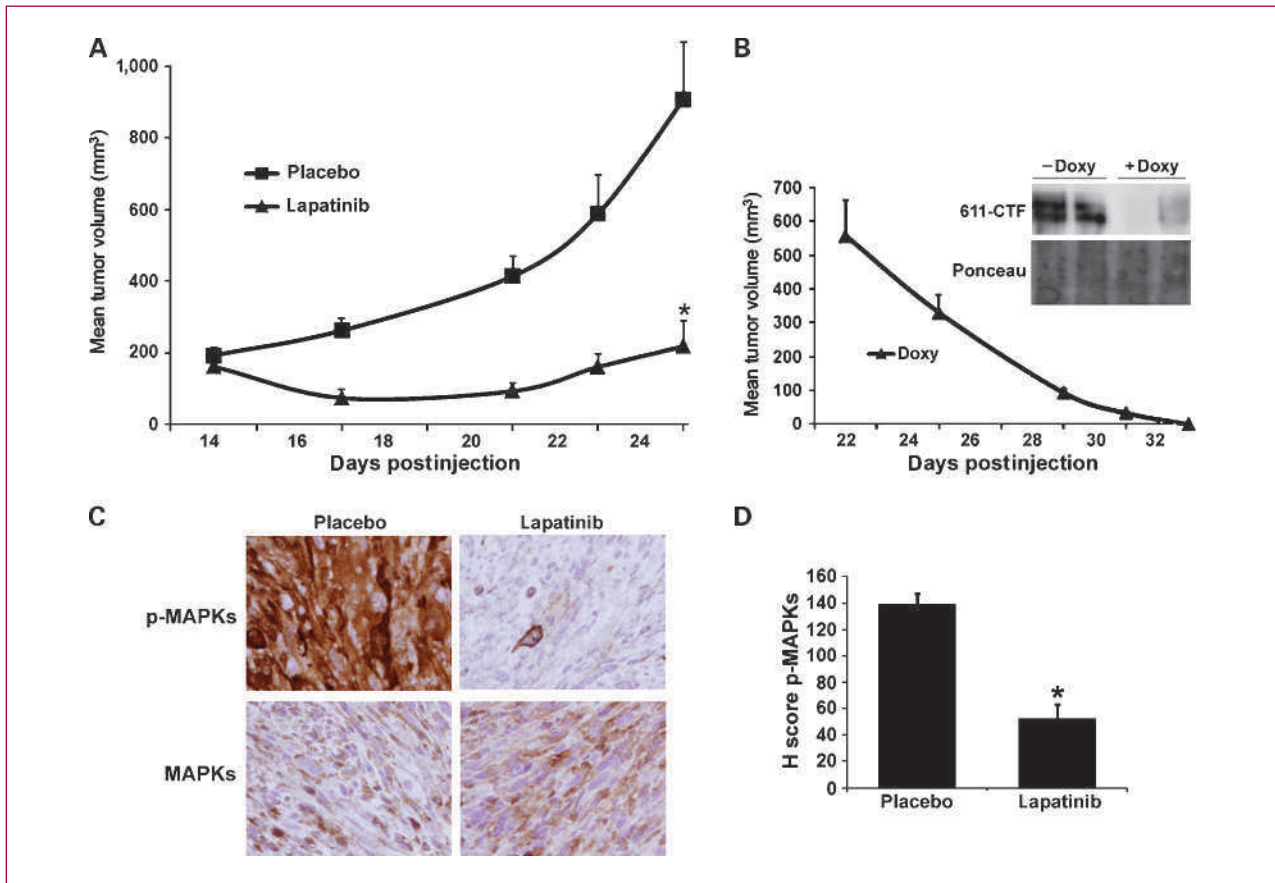 A
1,000
800
600
400
200
0
Mean tumor volume (mm³)
Placebo
Lapatinib
*
14 16 18 20 22 24
Days postinjection
B
– Doxy + Doxy
611-CTF
Ponceau
700
600
500
400
300
200
100
0
Mean tumor volume (mm³)
Doxy
22 24 26 28 30 32
Days postinjection
C
Placebo Lapatinib
p-MAPKs
MAPKs
D
160
140
120
100
80
60
40
20
0
H score p-MAPKs
*
Placebo Lapatinib